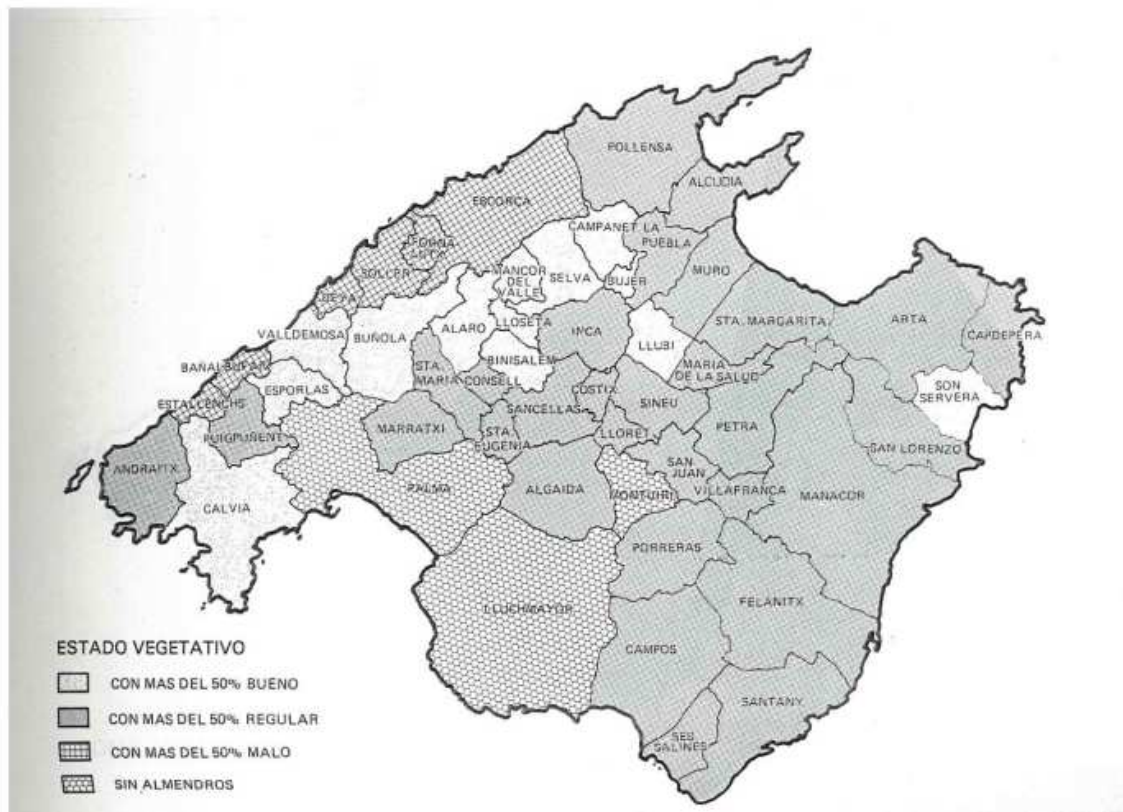 POLLENSA
ALCUDIA
ESCORCA
CAMPANET LA
PUEBLA
FORNA
LUTX
SOLLER
MANCOR
DEL
VALLE
SELVA
BUJER
MURO
DEYA
STA. MARGARITA
ARTA
CAPDEPERA
VALLDEMOSA
BUÑOLA
ALARO
LLOSETA
INCA
LLUBI
BINISALEM
MARIA
DE LA SALUD
BAÑALBUFAR
STA.
MARIA
CONSELL
COSTIX
SON
SERVERA
ESPORLAS
ESTALLENCHS
SANCELLAS
SINEU
PUIGPUÑENT
MARRATXI
STA.
EUGENIA
LLORET
PETRA
SAN LORENZO
ANDRAITX
SAN
JUAN
PALMA
ALGAIDA
MONTUIRI
VILLAFRANCA
MANACOR
CALVIA
PORRERAS
LLUCHMAYOR
FELANITX
CAMPOS
SANTANY
SES
SALINES
ESTADO VEGETATIVO
CON MAS DEL 50% BUENO
CON MAS DEL 50% REGULAR
CON MAS DEL 50% MALO
SIN ALMENDROS